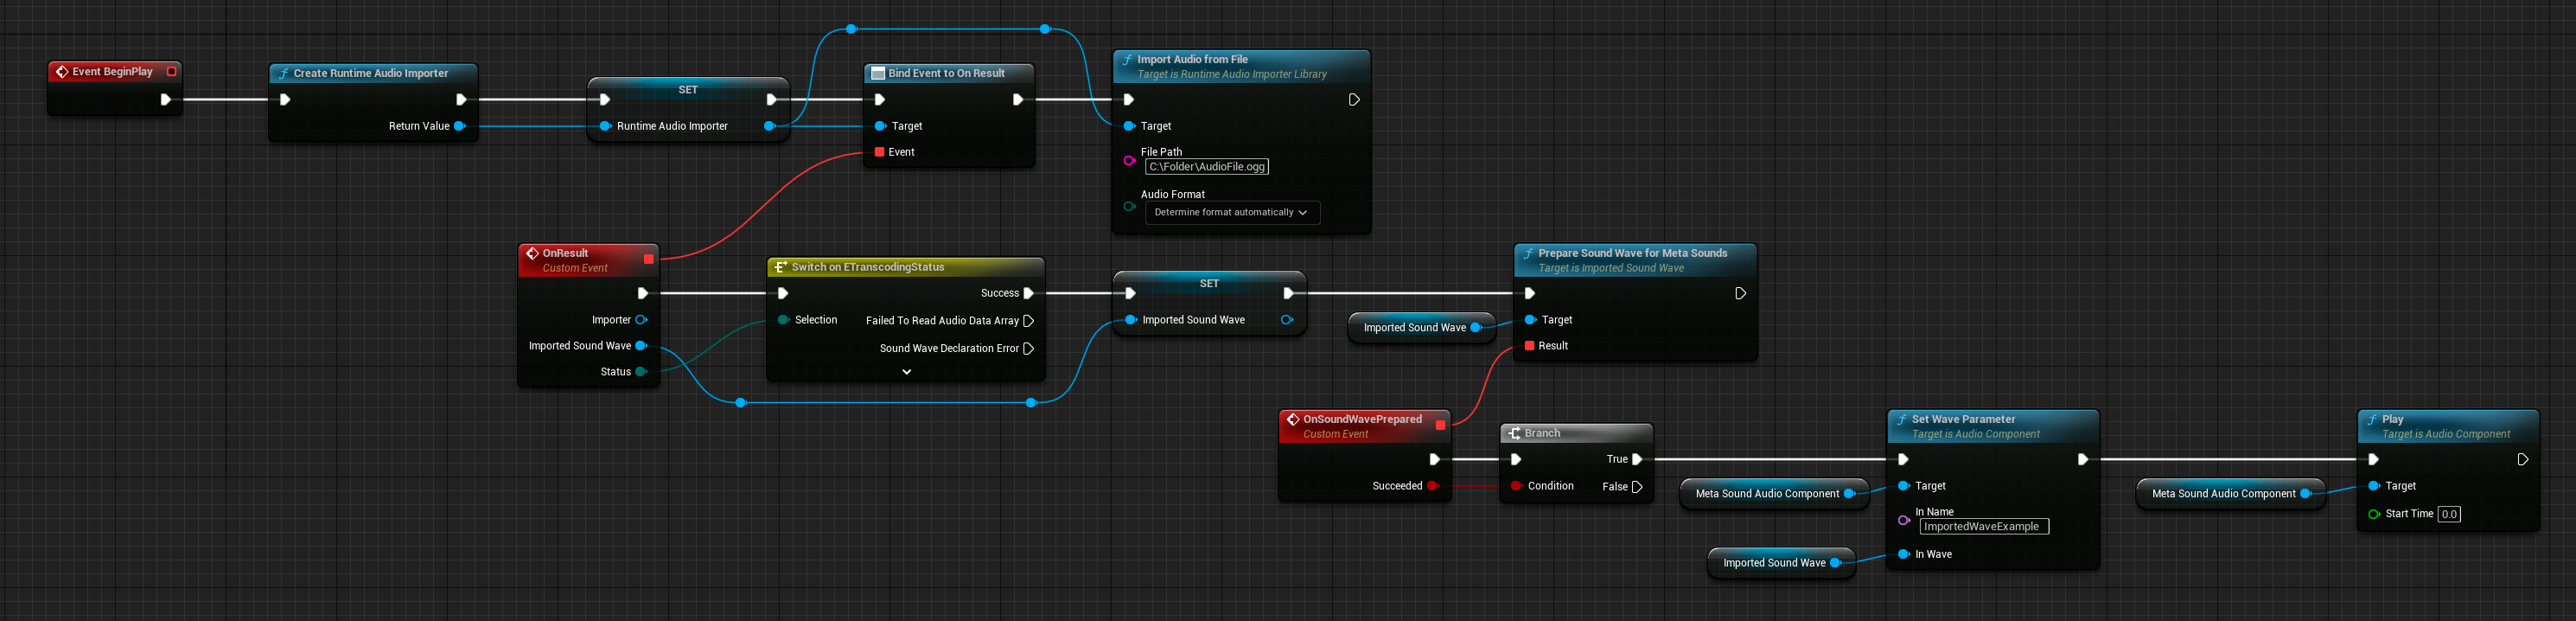 Event BeginPlay
Create Runtime Audio Importer
Return Value
SET
Runtime Audio Importer
Bind Event to On Result
Target
Event
Import Audio from File
Target is Runtime Audio Importer Library
Target
File Path
C:\Folder\AudioFile.ogg
Audio Format
Determine format automatically
OnResult
Custom Event
Importer
Imported Sound Wave
Status
Switch on ETranscodingStatus
Success
Selection
Failed To Read Audio Data Array
Sound Wave Declaration Error
SET
Imported Sound Wave
Imported Sound Wave
Prepare Sound Wave for Meta Sounds
Target is Imported Sound Wave
Target
Result
OnSoundWavePrepared
Custom Event
Succeeded
Branch
True
Condition
False
Meta Sound Audio Component
Imported Sound Wave
Set Wave Parameter
Target is Audio Component
Target
In Name
ImportedWaveExample
In Wave
Meta Sound Audio Component
Play
Target is Audio Component
Target
Start Time 0.0